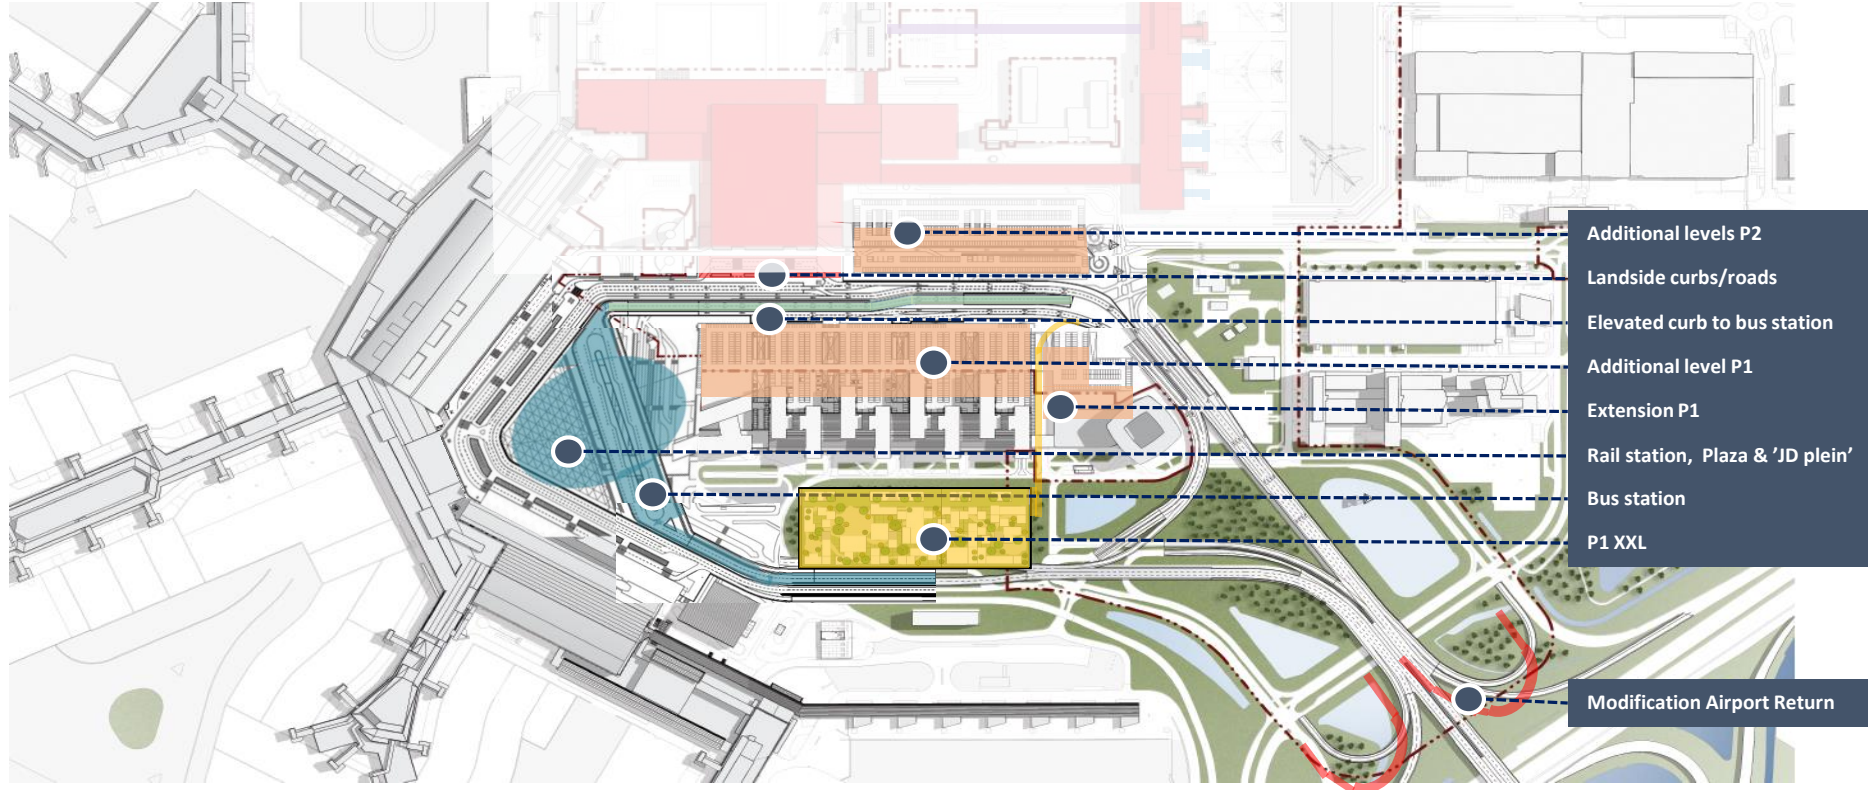 Additional levels P2
Landside curbs/roads
Elevated curb to bus station
Additional level P1
Extension P1
Rail station, Plaza & ’JD plein’
Bus station
P1 XXL
Modification Airport Return